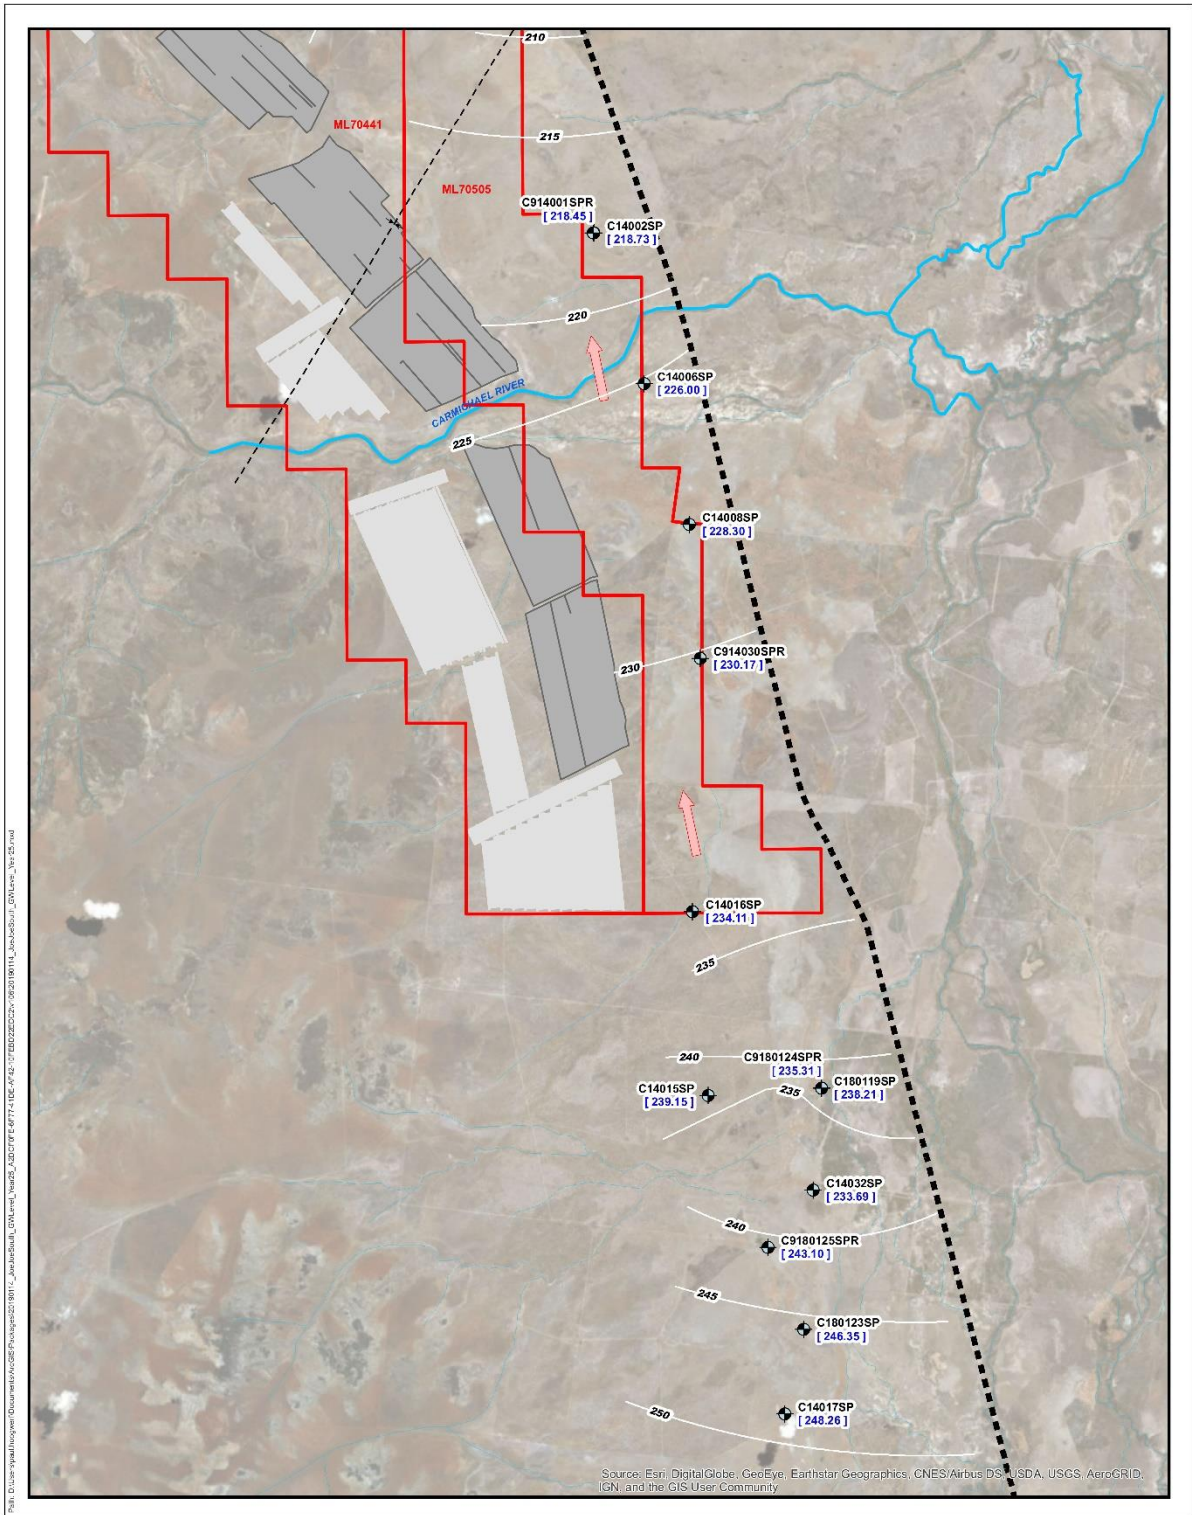 210
ML70441
215
ML70505
C914001SPR
[ 218.45 ]
C14002SP
[ 218.73 ]
220
C14006SP
[ 226.00 ]
CARMICHAEL RIVER
225
C14008SP
[ 228.30 ]
C914030SPR
[ 230.17 ]
230
C14016SP
[ 234.11 ]
235
240
C9180124SPR
[ 235.31 ]
C180119SP
[ 238.21 ]
C14015SP
[ 239.15 ]
235
C14032SP
[ 233.69 ]
240
C9180125SPR
[ 243.10 ]
245
C180123SP
[ 246.35 ]
250
C14017SP
[ 248.26 ]
Source: Esri, DigitalGlobe, GeoEye, Earthstar Geographics, CNES/Airbus DS, USDA, USGS, AeroGRID,
IGN, and the GIS User Community